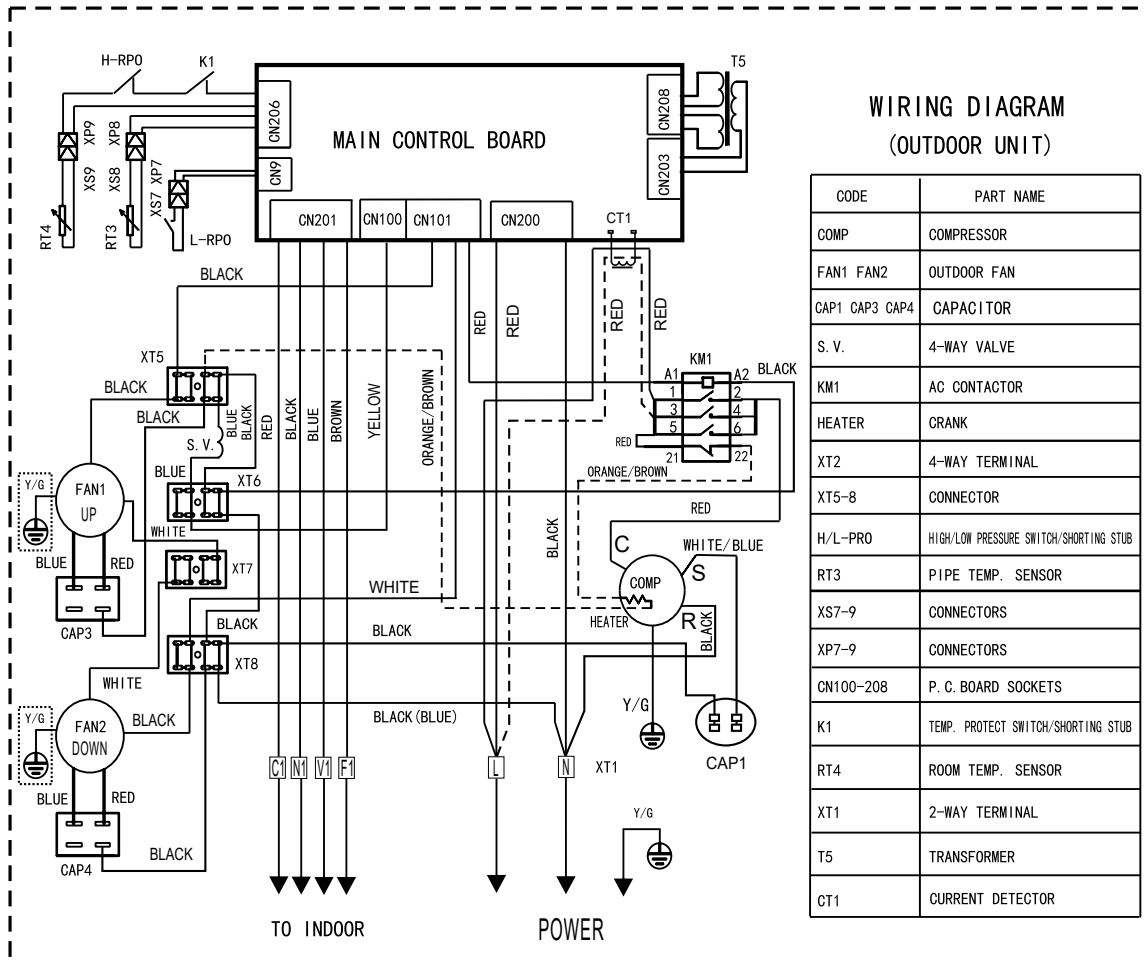 H-RPO
K1
T5
CN206
CN208
MAIN CONTROL BOARD
XP9
XP8
XS9
XS8
XS7 XP7
CN9
CN203
RT4
RT3
L-RPO
CN201
CN100
CN101
CN200
CT1
BLACK
RED
RED
RED
RED
XT5
KM1
A1
A2
BLACK
1
2
3
4
5
6
RED
21
22
BLACK
BLACK
BLUE
BLACK
RED
BLACK
BLUE
BROWN
YELLOW
ORANGE/BROWN
S.V.
BLUE
XT6
ORANGE/BROWN
RED
Y/G
FAN1
UP
WHITE
BLACK
C
WHITE/BLUE
S
BLUE
RED
XT7
WHITE
COMP
HEATER
R
BLACK
CAP3
BLACK
BLACK
XT8
WHITE
Y/G
Y/G
FAN2
DOWN
BLACK
BLACK(BLUE)
C1
N1
V1
F1
L
N
XT1
CAP1
BLUE
RED
BLACK
CAP4
Y/G
TO INDOOR
POWER
WIRING DIAGRAM
(OUTDOOR UNIT)
CODE PART NAME
COMP COMPRESSOR
FAN1 FAN2 OUTDOOR FAN
CAP1 CAP3 CAP4 CAPACITOR
S.V. 4-WAY VALVE
KM1 AC CONTACTOR
HEATER CRANK
XT2 4-WAY TERMINAL
XT5-8 CONNECTOR
H/L-PRO HIGH/LOW PRESSURE SWITCH/SHORTING STUB
RT3 PIPE TEMP. SENSOR
XS7-9 CONNECTORS
XP7-9 CONNECTORS
CN100-208 P.C.BOARD SOCKETS
K1 TEMP. PROTECT SWITCH/SHORTING STUB
RT4 ROOM TEMP. SENSOR
XT1 2-WAY TERMINAL
T5 TRANSFORMER
CT1 CURRENT DETECTOR